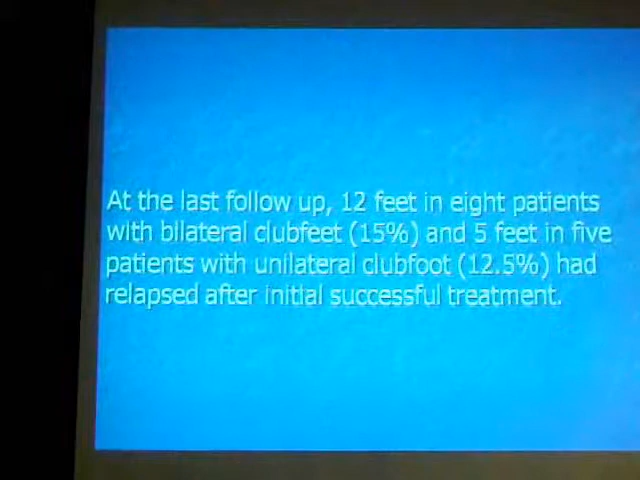 At the last follow up, 12 feet in eight patients
with bilateral clubfeet (15%) and 5 feet in five
patients with unilateral clubfoot (12.5%) had
relapsed after initial successful treatment.